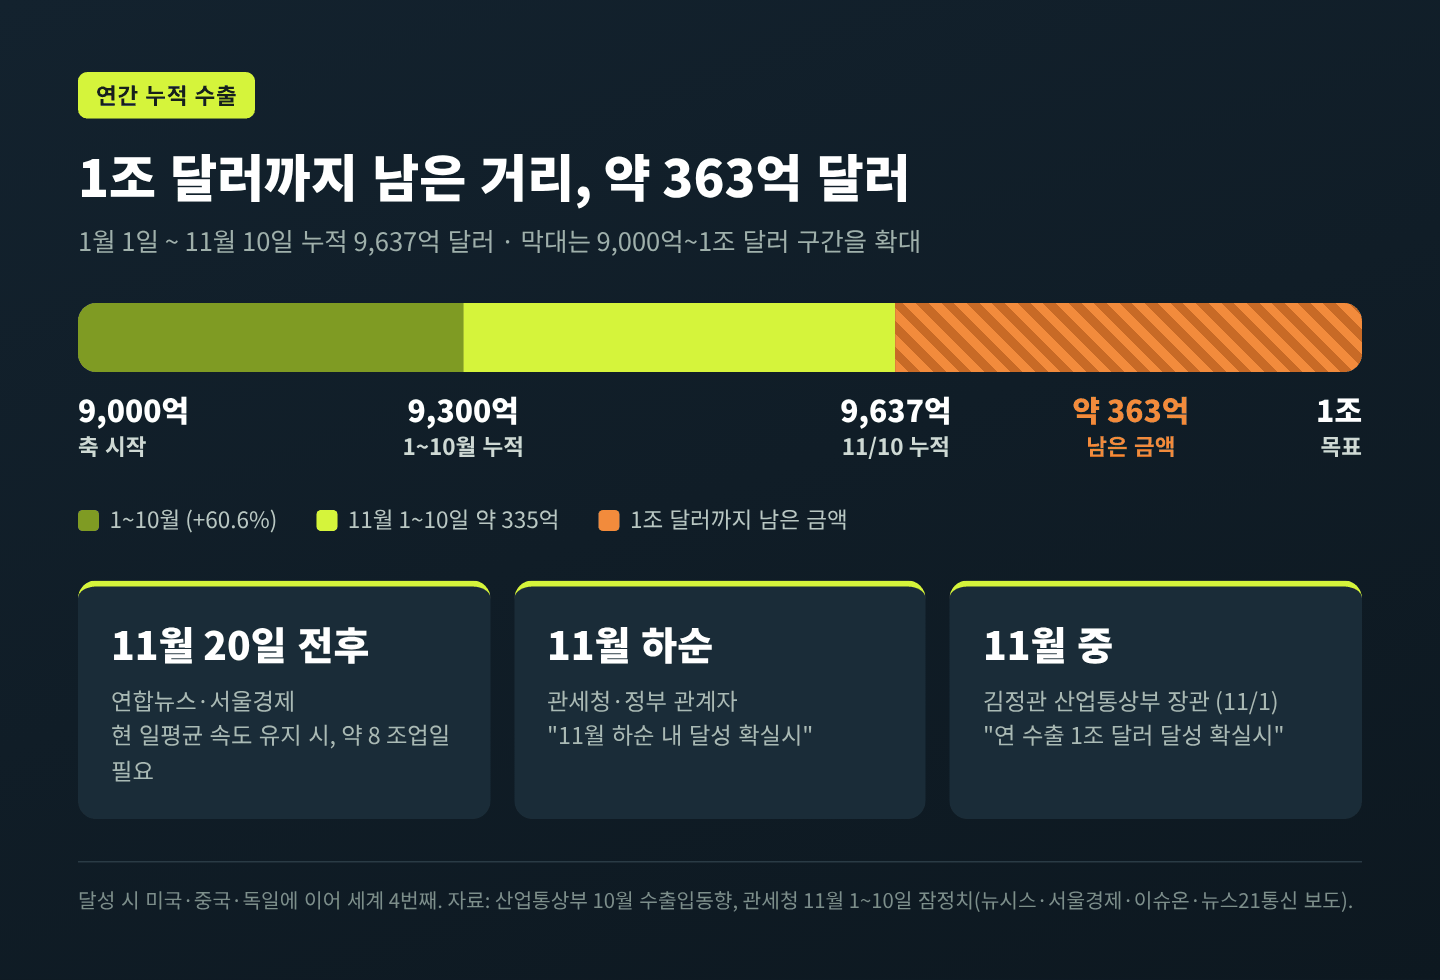 연간 누적 수출
1조 달러까지 남은 거리, 약 363억 달러
1월 1일 ~ 11월 10일 누적 9,637억 달러 · 막대는 9,000억~1조 달러 구간을 확대
9,000억 9,300억 9,637억 약 363억 1조
축 시작 1~10월 누적 11/10 누적 남은 금액 목표
1~10월 (+60.6%) 11월 1~10일 약 335억 1조 달러까지 남은 금액
11월 20일 전후
연합뉴스·서울경제
현 일평균 속도 유지 시, 약 8 조업일
필요
11월 하순
관세청·정부 관계자
"11월 하순 내 달성 확실시"
11월 중
김정관 산업통상부 장관 (11/1)
"연 수출 1조 달러 달성 확실시"
달성 시 미국·중국·독일에 이어 세계 4번째. 자료: 산업통상부 10월 수출입동향, 관세청 11월 1~10일 잠정치(뉴시스·서울경제·이슈온·뉴스21통신 보도).